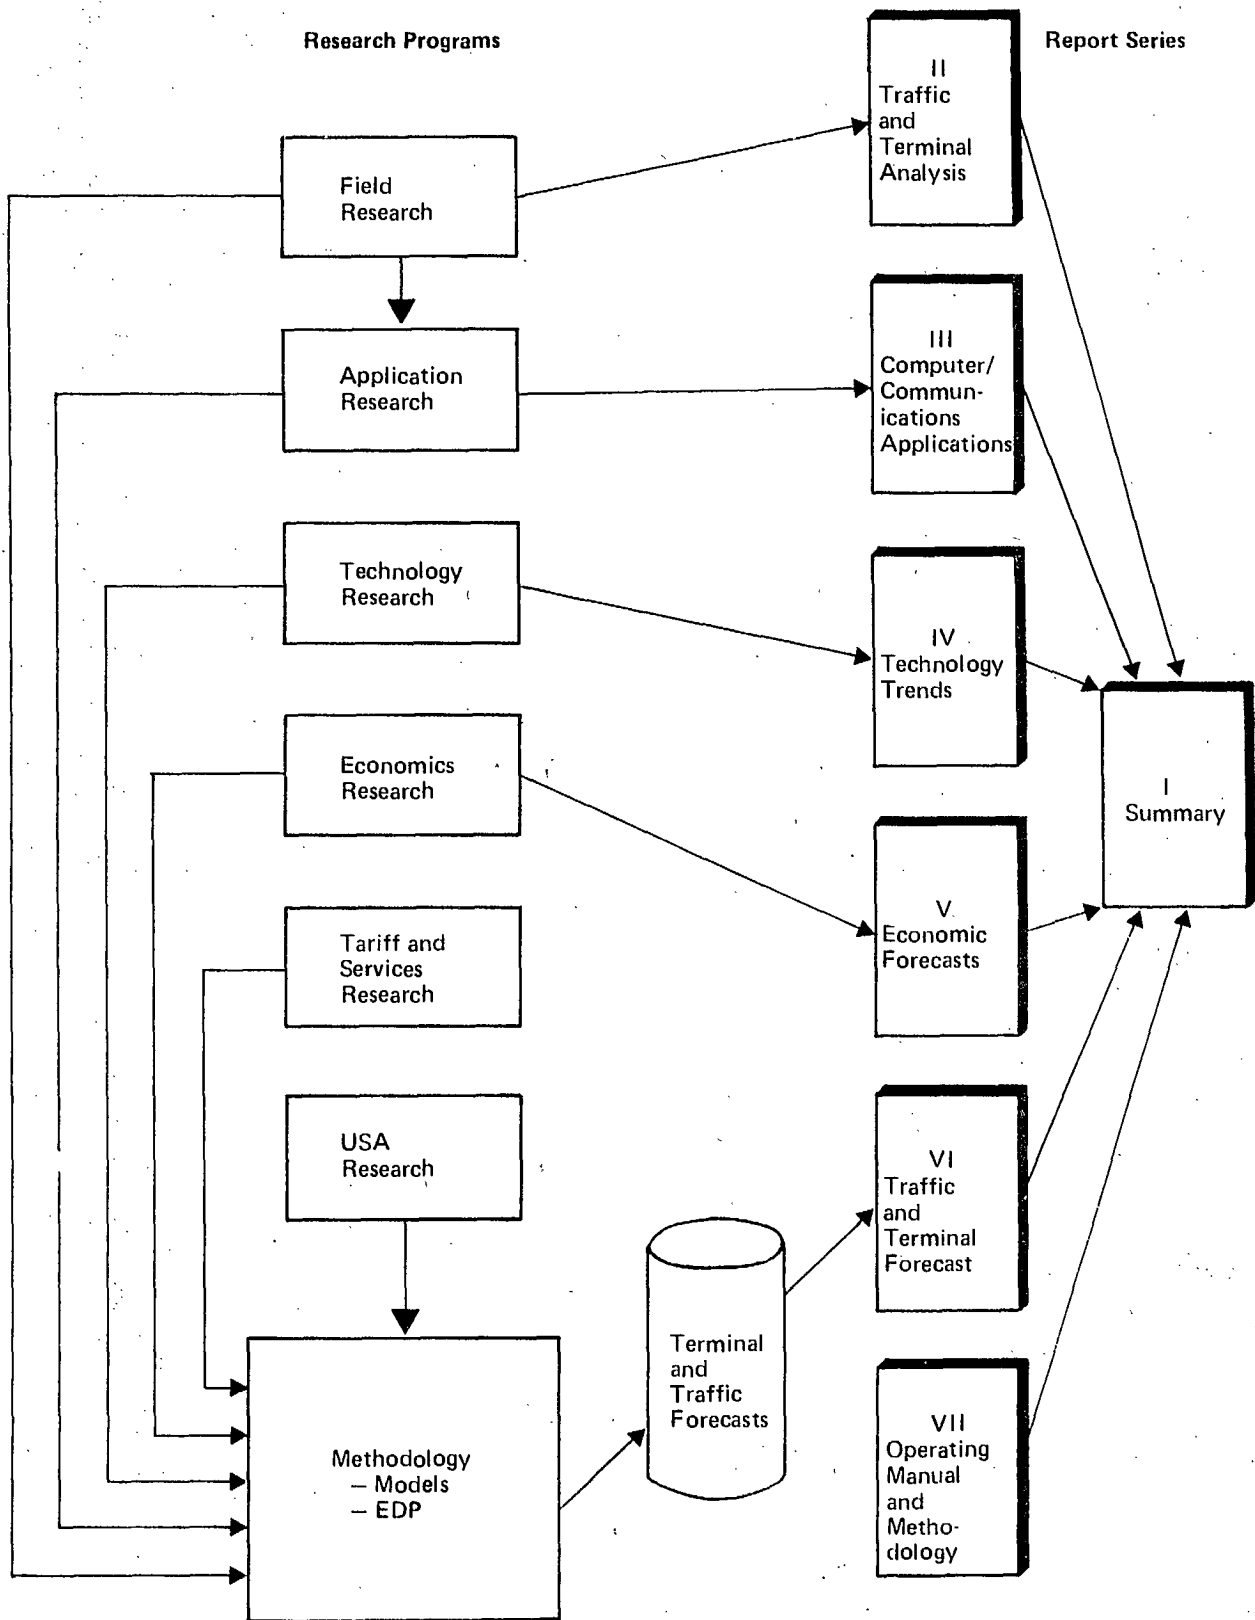 Research Programs
Report Series
II
Traffic
and
Terminal
Analysis
Field
Research
III
Computer/
Commun-
ications
Applications
Application
Research
Technology
Research
IV
Technology
Trends
Economics
Research
I
Summary
V
Economic
Forecasts
Tariff and
Services
Research
USA
Research
VI
Traffic
and
Terminal
Forecast
Terminal
and
Traffic
Forecasts
VII
Operating
Manual
and
Metho-
dology
Methodology
– Models
– EDP